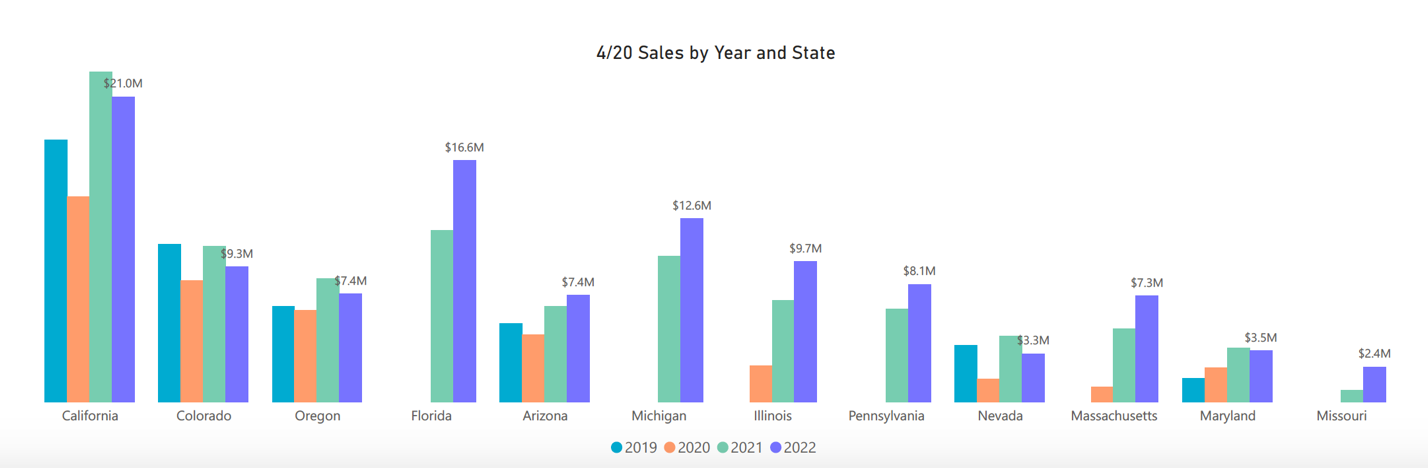 4/20 Sales by Year and State
$21.0M
$9.3M
$7.4M
$16.6M
$7.4M
$12.6M
$9.7M
$8.1M
$3.3M
$7.3M
$3.5M
$2.4M
California Colorado Oregon Florida Arizona Michigan Illinois Pennsylvania Nevada Massachusetts Maryland Missouri
2019 2020 2021 2022